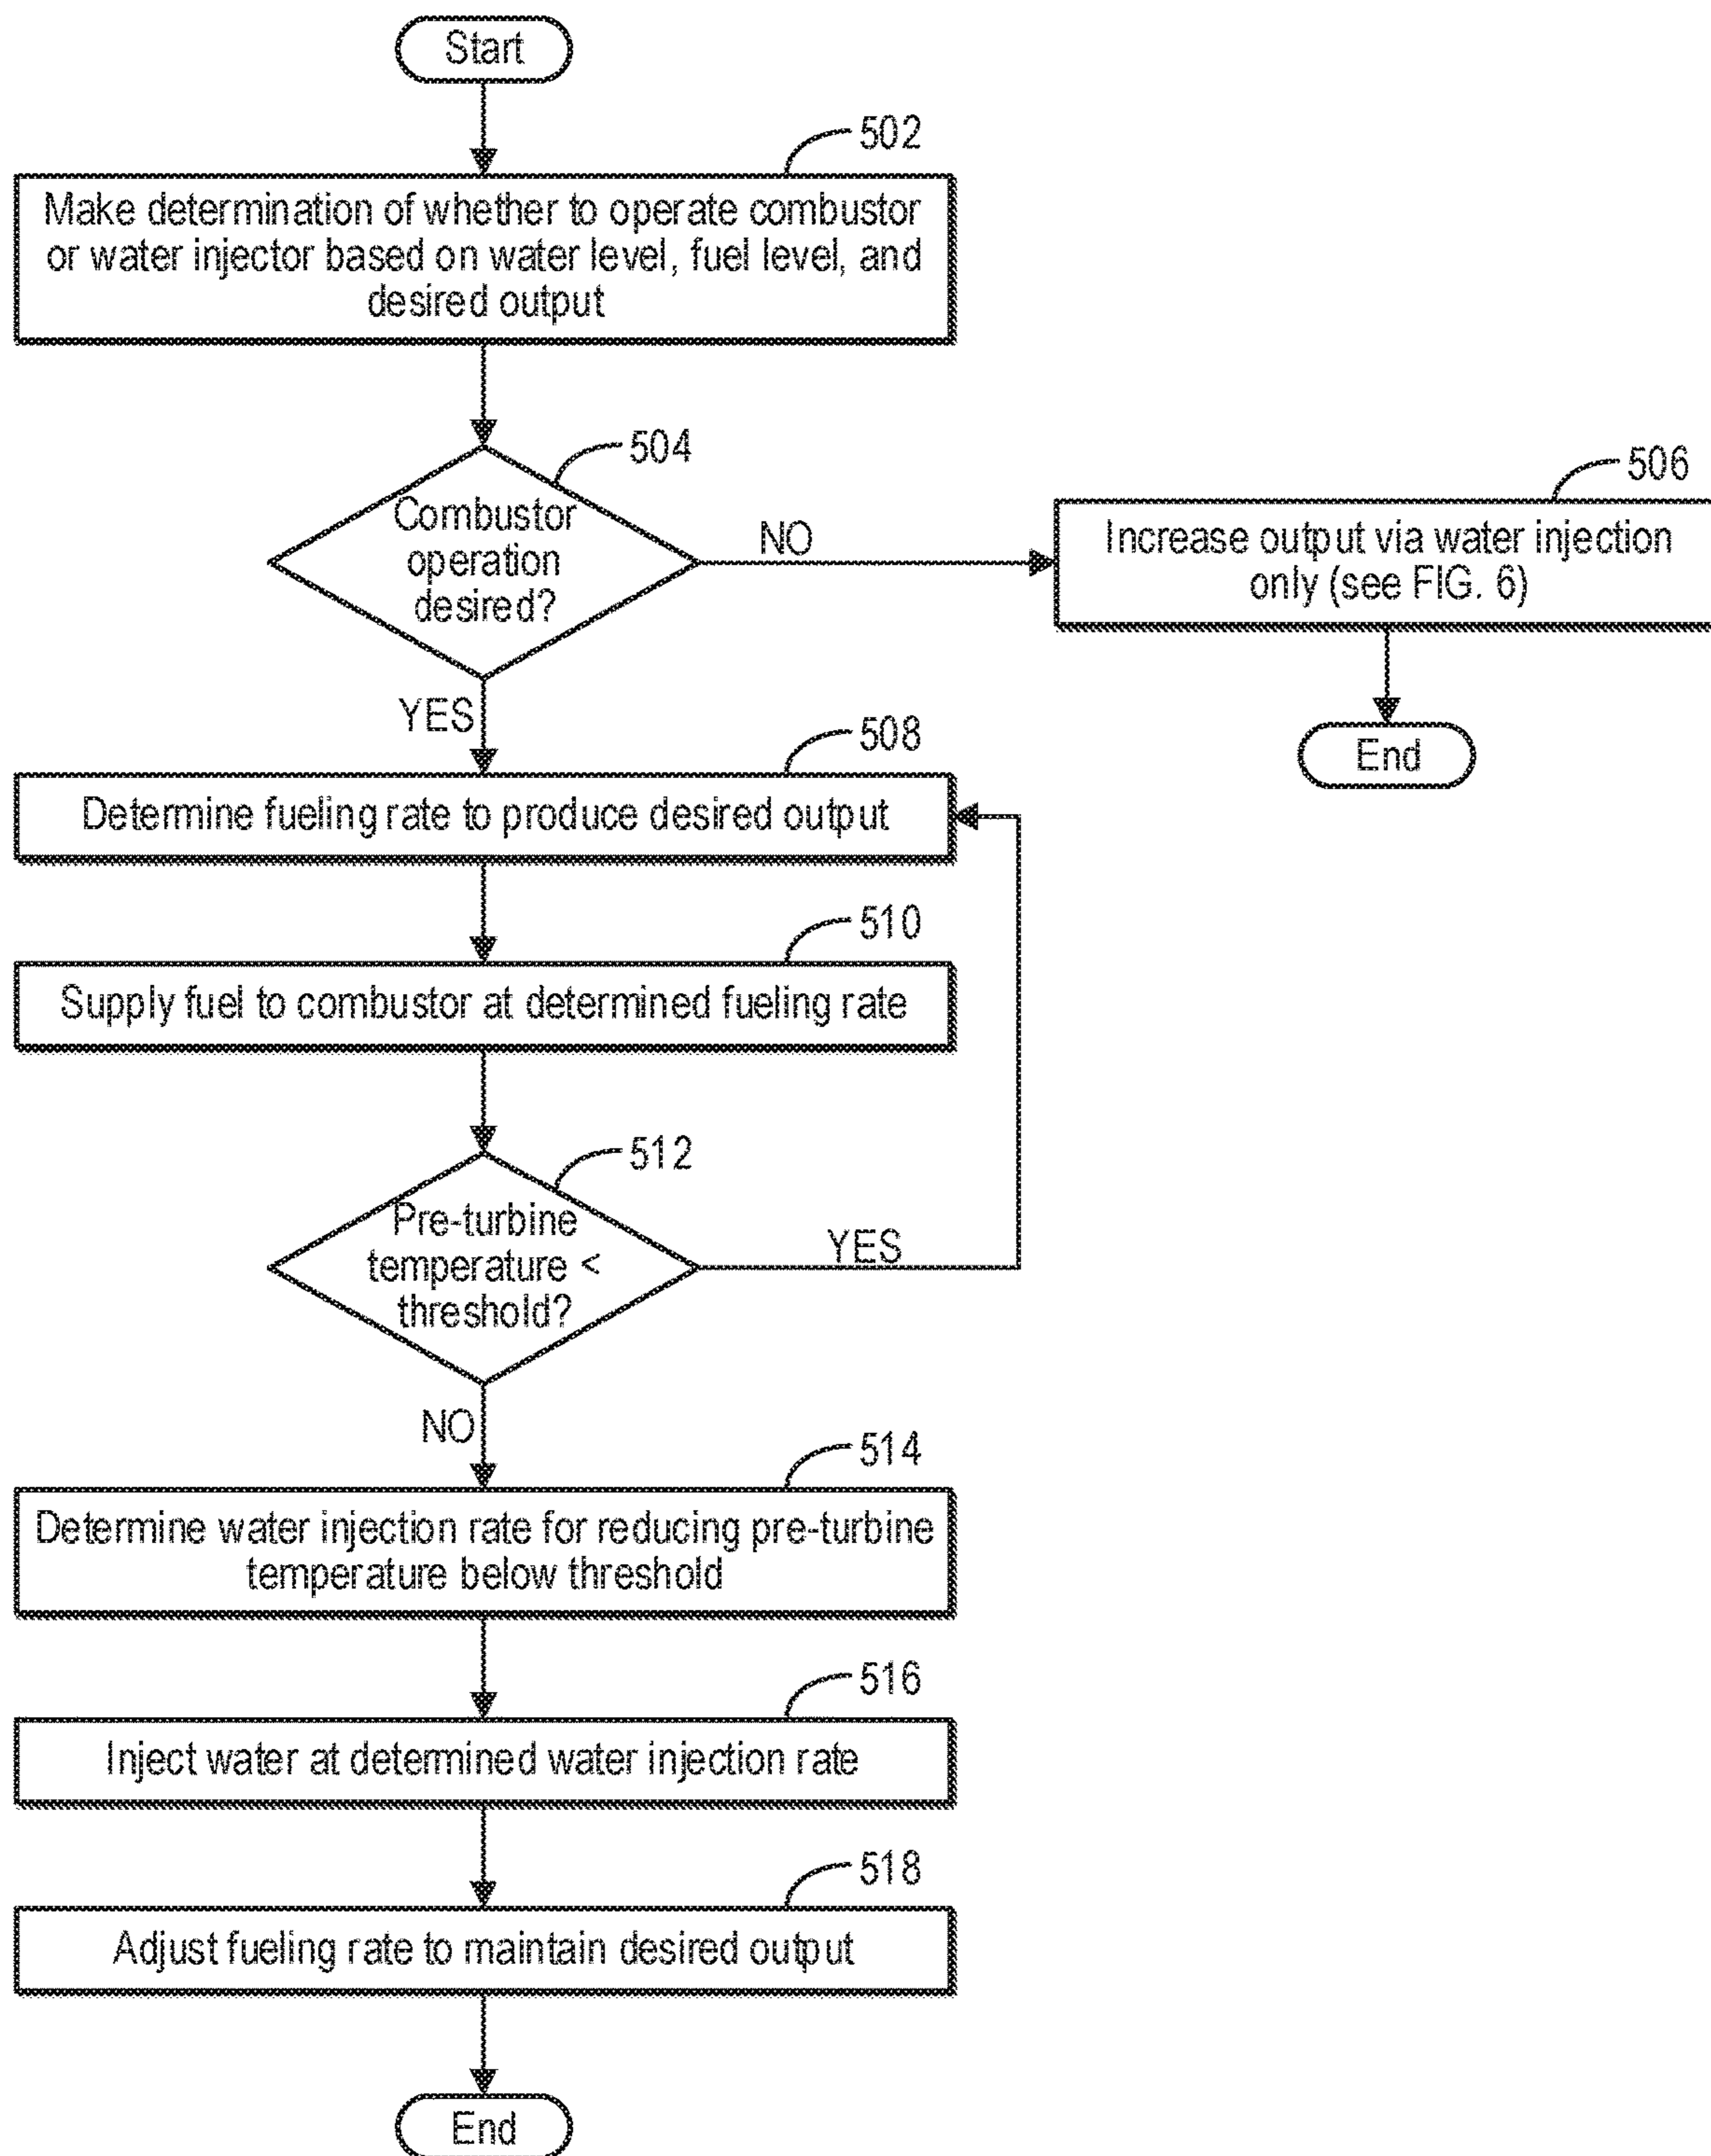 Start
502
Make determination of whether to operate combustor
or water injector based on water level, fuel level, and
desired output
504
Combustor
operation
desired?
NO
506
Increase output via water injection
only (see FIG. 6)
End
YES
508
Determine fueling rate to produce desired output
510
Supply fuel to combustor at determined fueling rate
512
Pre-turbine
temperature <
threshold?
YES
NO
514
Determine water injection rate for reducing pre-turbine
temperature below threshold
516
Inject water at determined water injection rate
518
Adjust fueling rate to maintain desired output
End